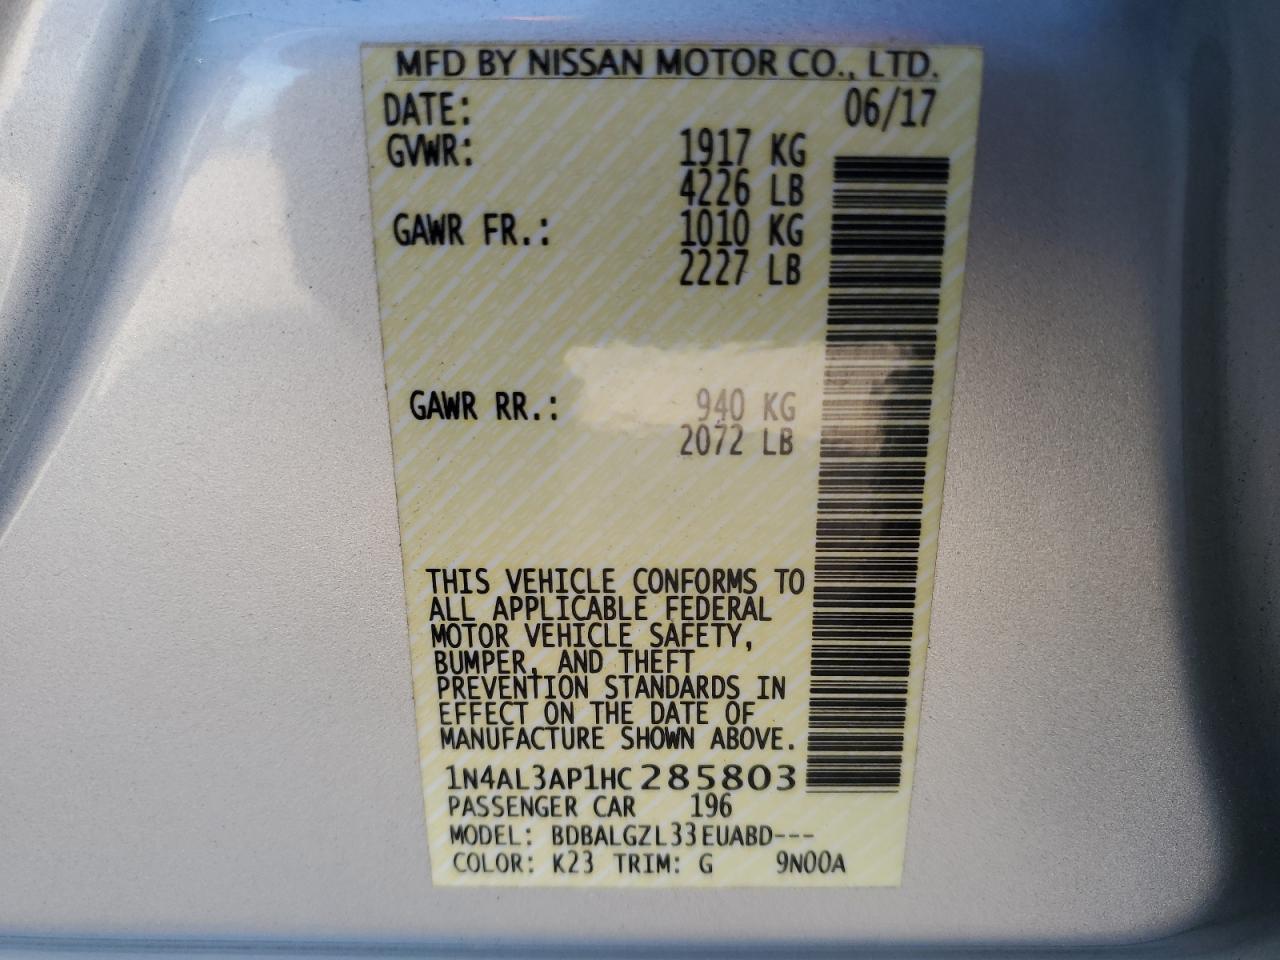 MFD BY NISSAN MOTOR CO., LTD.
DATE: 06/17
GVWR: 1917 KG
4226 LB
GAWR FR.: 1010 KG
2227 LB
GAWR RR.: 940 KG
2072 LB
THIS VEHICLE CONFORMS TO
ALL APPLICABLE FEDERAL
MOTOR VEHICLE SAFETY,
BUMPER, AND THEFT
PREVENTION STANDARDS IN
EFFECT ON THE DATE OF
MANUFACTURE SHOWN ABOVE.
1N4AL3AP1HC285803
PASSENGER CAR 196
MODEL: BDBALGZL33EUABD---
COLOR: K23 TRIM: G 9N00A